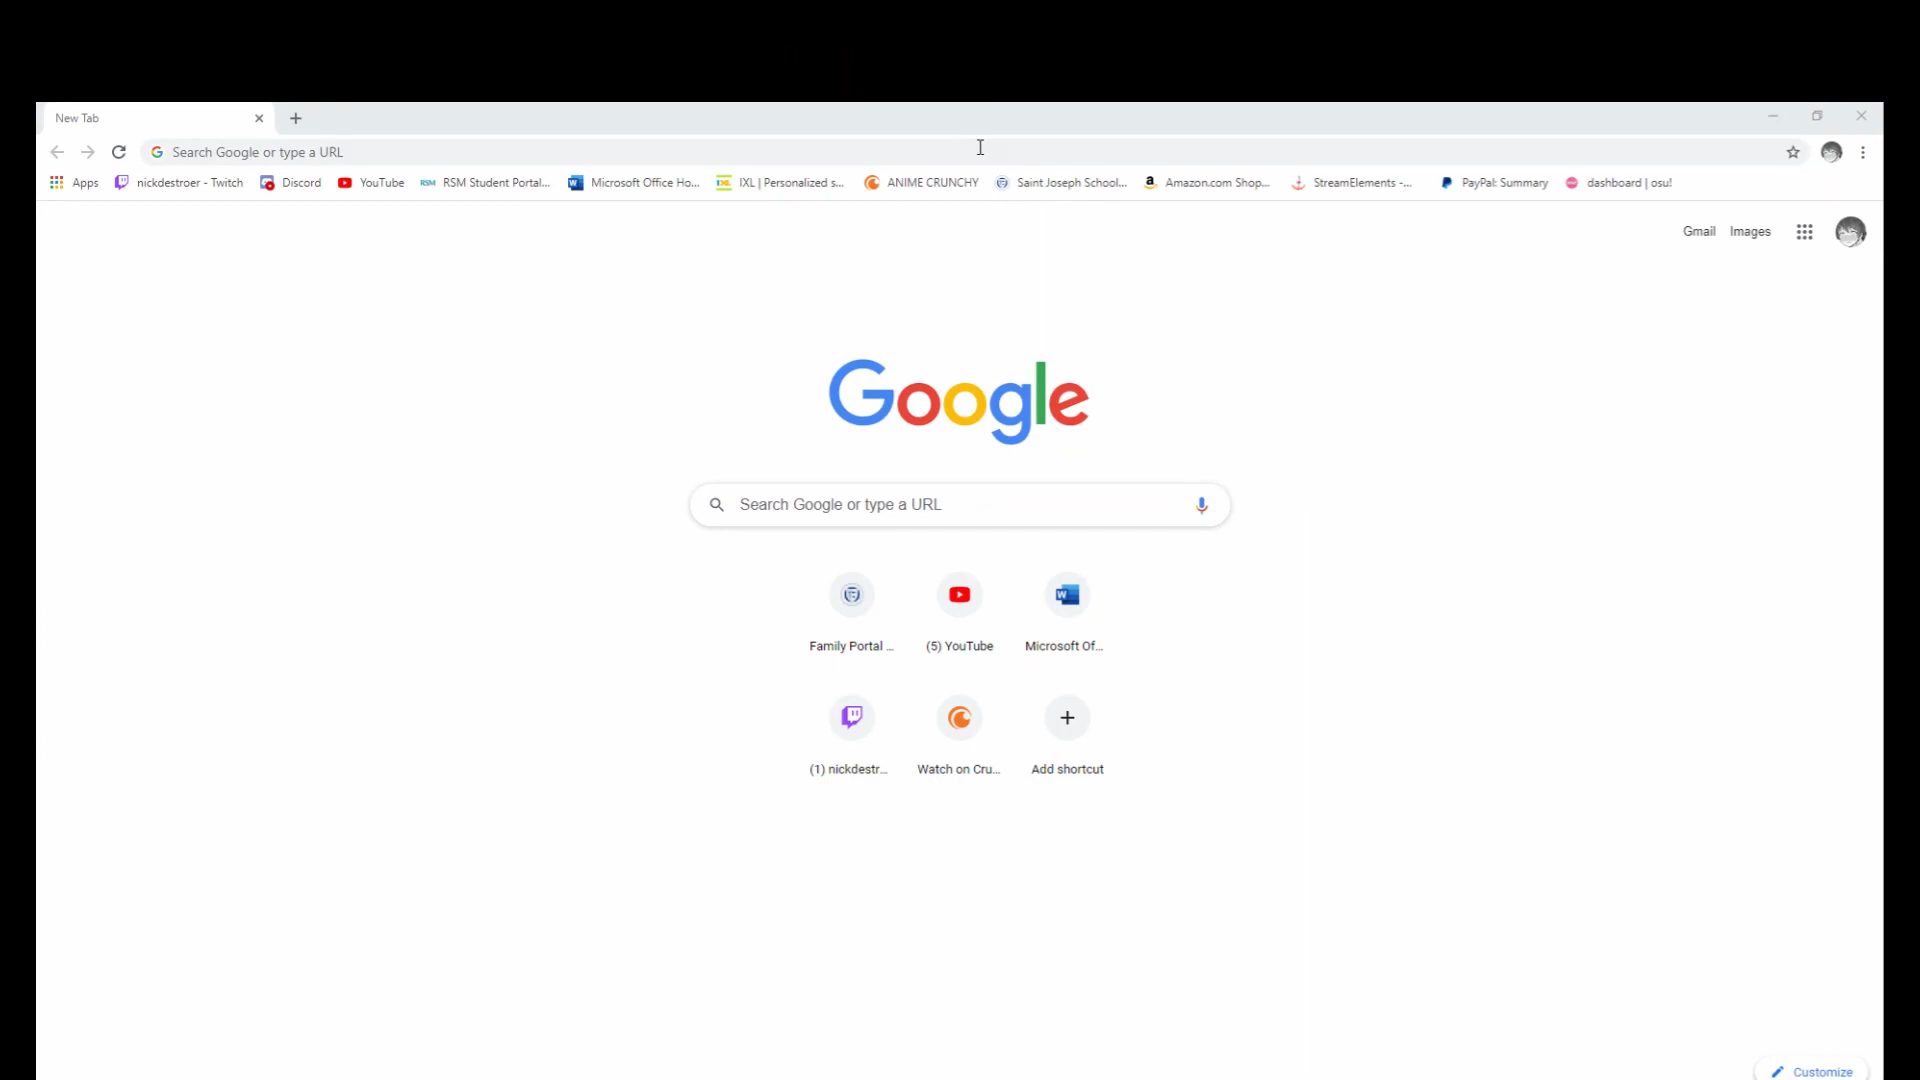 New Tab
Search Google or type a URL
Apps nickdestroer - Twitch Discord YouTube RSM RSM Student Portal... Microsoft Office Ho... IXL | Personalized s... ANIME CRUNCHY Saint Joseph School... Amazon.com Shop... StreamElements -... PayPal: Summary dashboard | osu!
Gmail Images
Google
Search Google or type a URL
Family Portal ... (5) YouTube Microsoft Of...
(1) nickdestr... Watch on Cru... Add shortcut
Customize